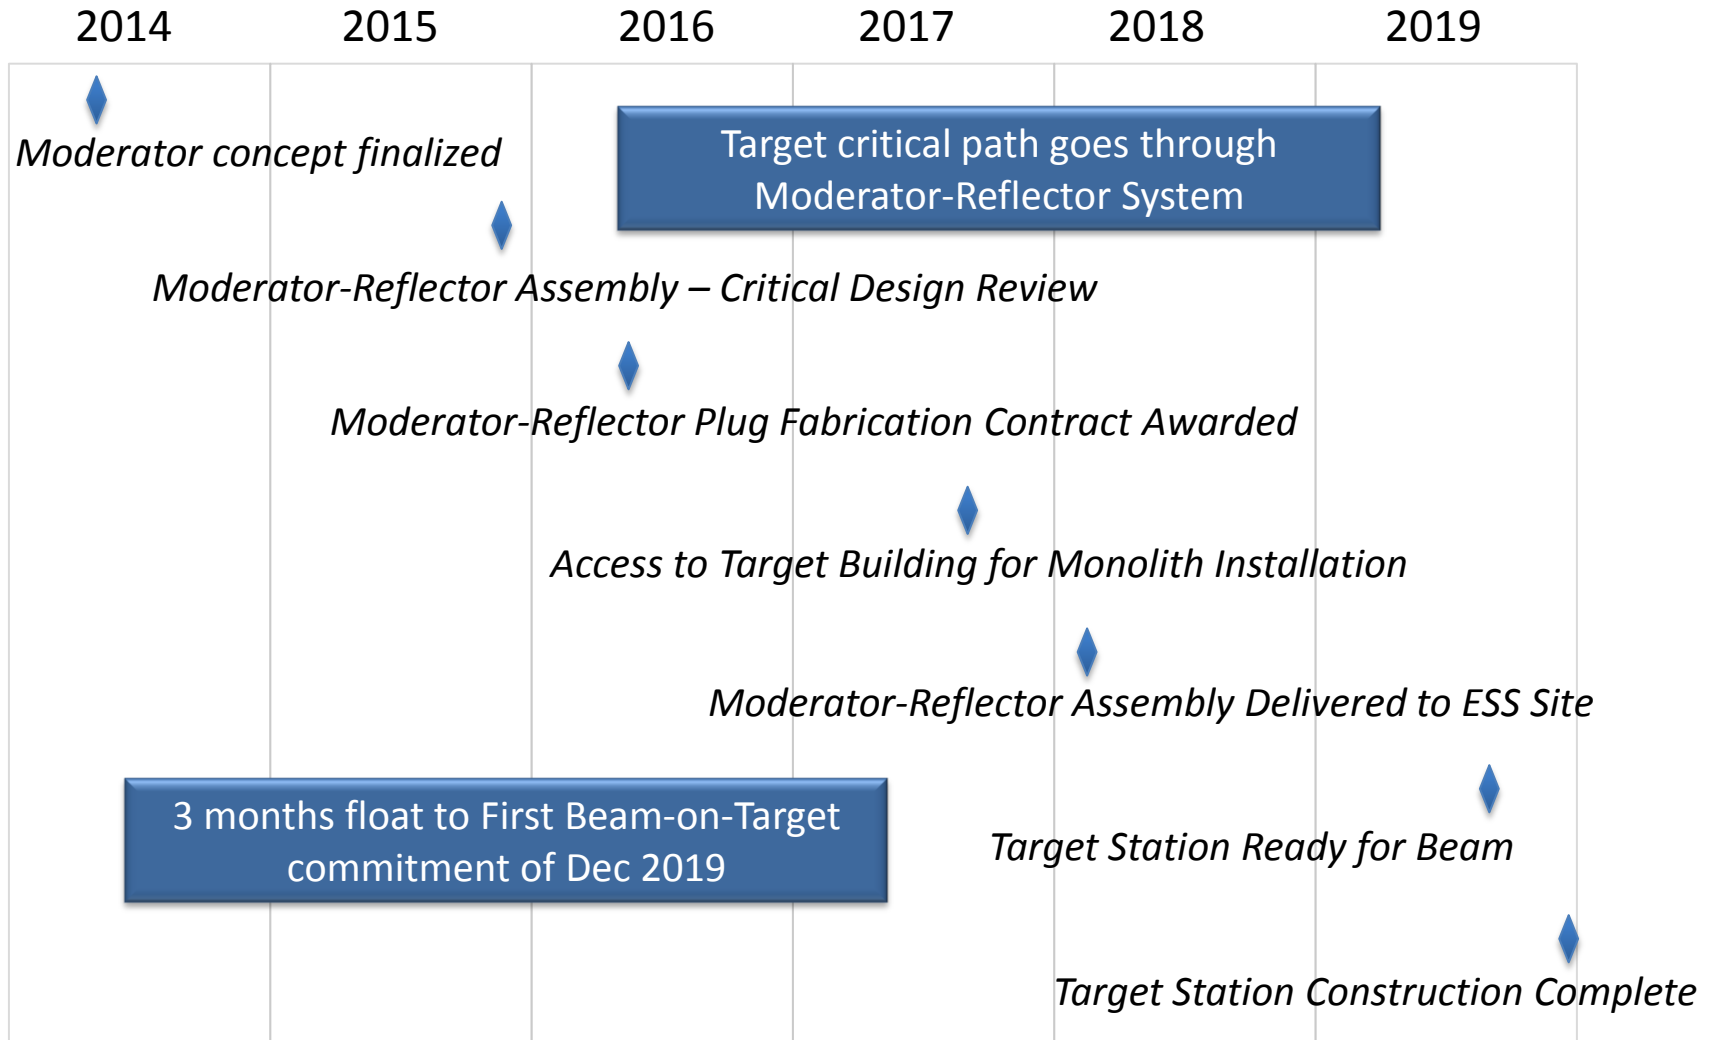 2014 2015 2016 2017 2018 2019
Moderator concept finalized
Target critical path goes through
Moderator-Reflector System
Moderator-Reflector Assembly – Critical Design Review
Moderator-Reflector Plug Fabrication Contract Awarded
Access to Target Building for Monolith Installation
Moderator-Reflector Assembly Delivered to ESS Site
3 months float to First Beam-on-Target
commitment of Dec 2019
Target Station Ready for Beam
Target Station Construction Complete